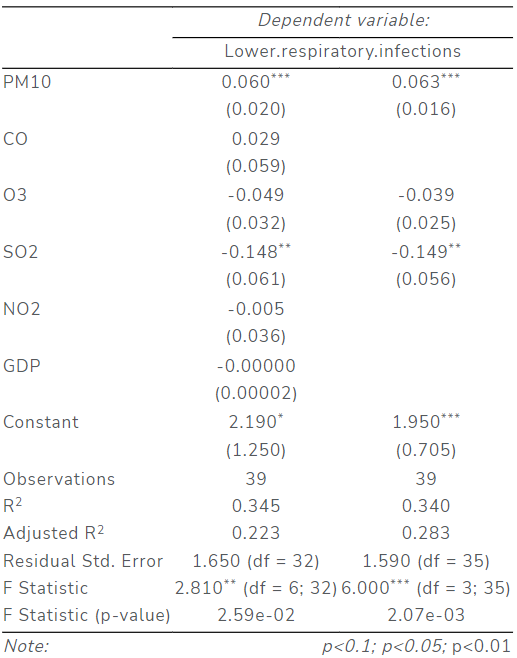 Dependent variable:
Lower.respiratory.infections
PM10 0.060*** 0.063***
(0.020) (0.016)
CO 0.029
(0.059)
O3 -0.049 -0.039
(0.032) (0.025)
SO2 -0.148** -0.149**
(0.061) (0.056)
NO2 -0.005
(0.036)
GDP -0.00000
(0.00002)
Constant 2.190* 1.950***
(1.250) (0.705)
Observations 39 39
R² 0.345 0.340
Adjusted R² 0.223 0.283
Residual Std. Error 1.650 (df = 32) 1.590 (df = 35)
F Statistic 2.810** (df = 6; 32) 6.000*** (df = 3; 35)
F Statistic (p-value) 2.59e-02 2.07e-03
Note: p<0.1; p<0.05; p<0.01